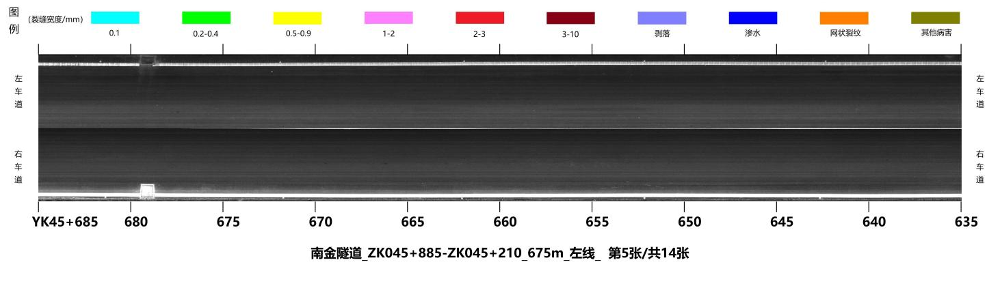 图例 (裂缝宽度/mm) 0.1 0.2-0.4 0.5-0.9 1-2 2-3 3-10 剥落 渗水 网状裂纹 其他病害
左车道 左车道
右车道 右车道
YK45+685 680 675 670 665 660 655 650 645 640 635
南金隧道_ZK045+885-ZK045+210_675m_左线_ 第5张/共14张